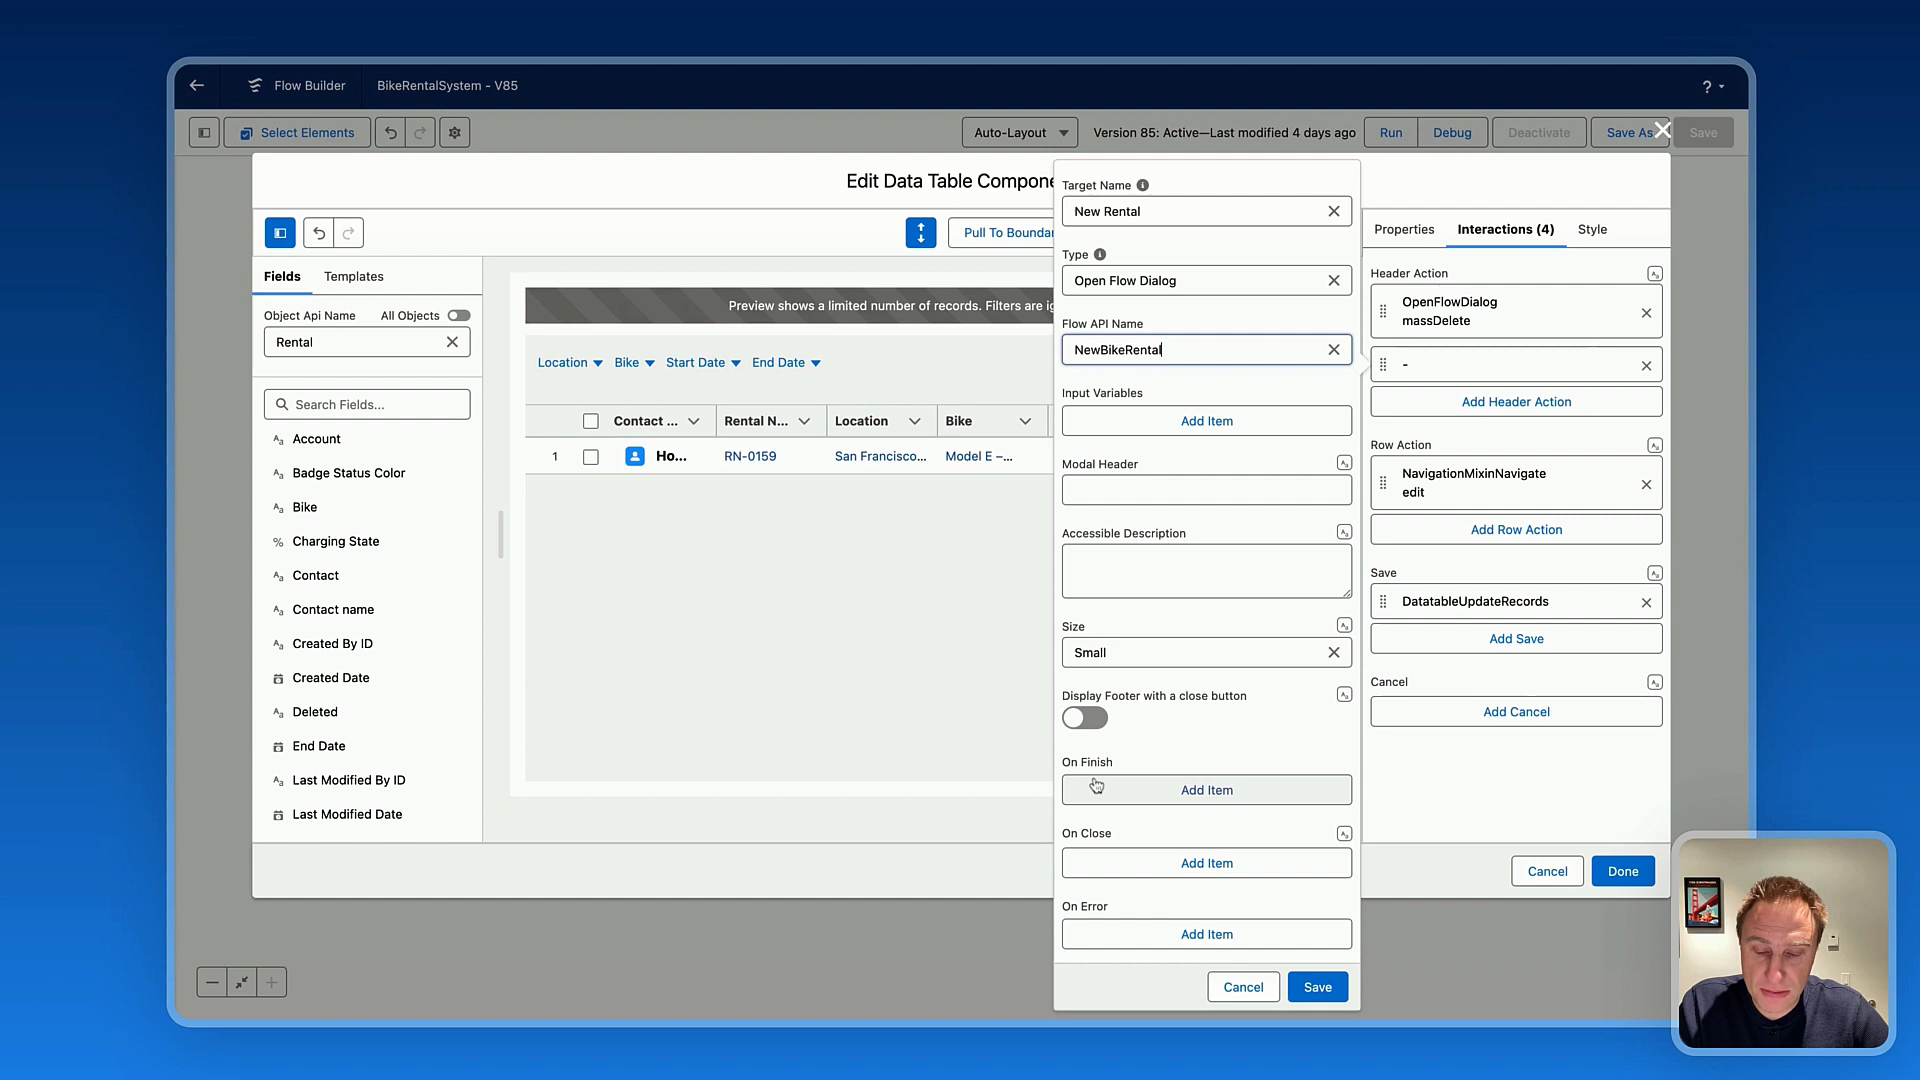 Flow Builder
BikeRentalSystem - V85
?
Select Elements
Auto-Layout
Version 85: Active—Last modified 4 days ago
Run
Debug
Deactivate
Save As
Save
Edit Data Table Compone
Pull To Boundar
Fields
Templates
Object Api Name
All Objects
Rental
Search Fields...
Account
Badge Status Color
Bike
Charging State
Contact
Contact name
Created By ID
Created Date
Deleted
End Date
Last Modified By ID
Last Modified Date
Preview shows a limited number of records. Filters are ig
Location
Bike
Start Date
End Date
Contact ...
Rental N...
Location
Bike
1
Ho...
RN-0159
San Francisco...
Model E –...
Target Name
New Rental
Type
Open Flow Dialog
Flow API Name
NewBikeRental
Input Variables
Add Item
Modal Header
Accessible Description
Size
Small
Display Footer with a close button
On Finish
Add Item
On Close
Add Item
On Error
Add Item
Cancel
Save
Properties
Interactions (4)
Style
Header Action
OpenFlowDialog
massDelete
-
Add Header Action
Row Action
NavigationMixinNavigate
edit
Add Row Action
Save
DatatableUpdateRecords
Add Save
Cancel
Add Cancel
Cancel
Done